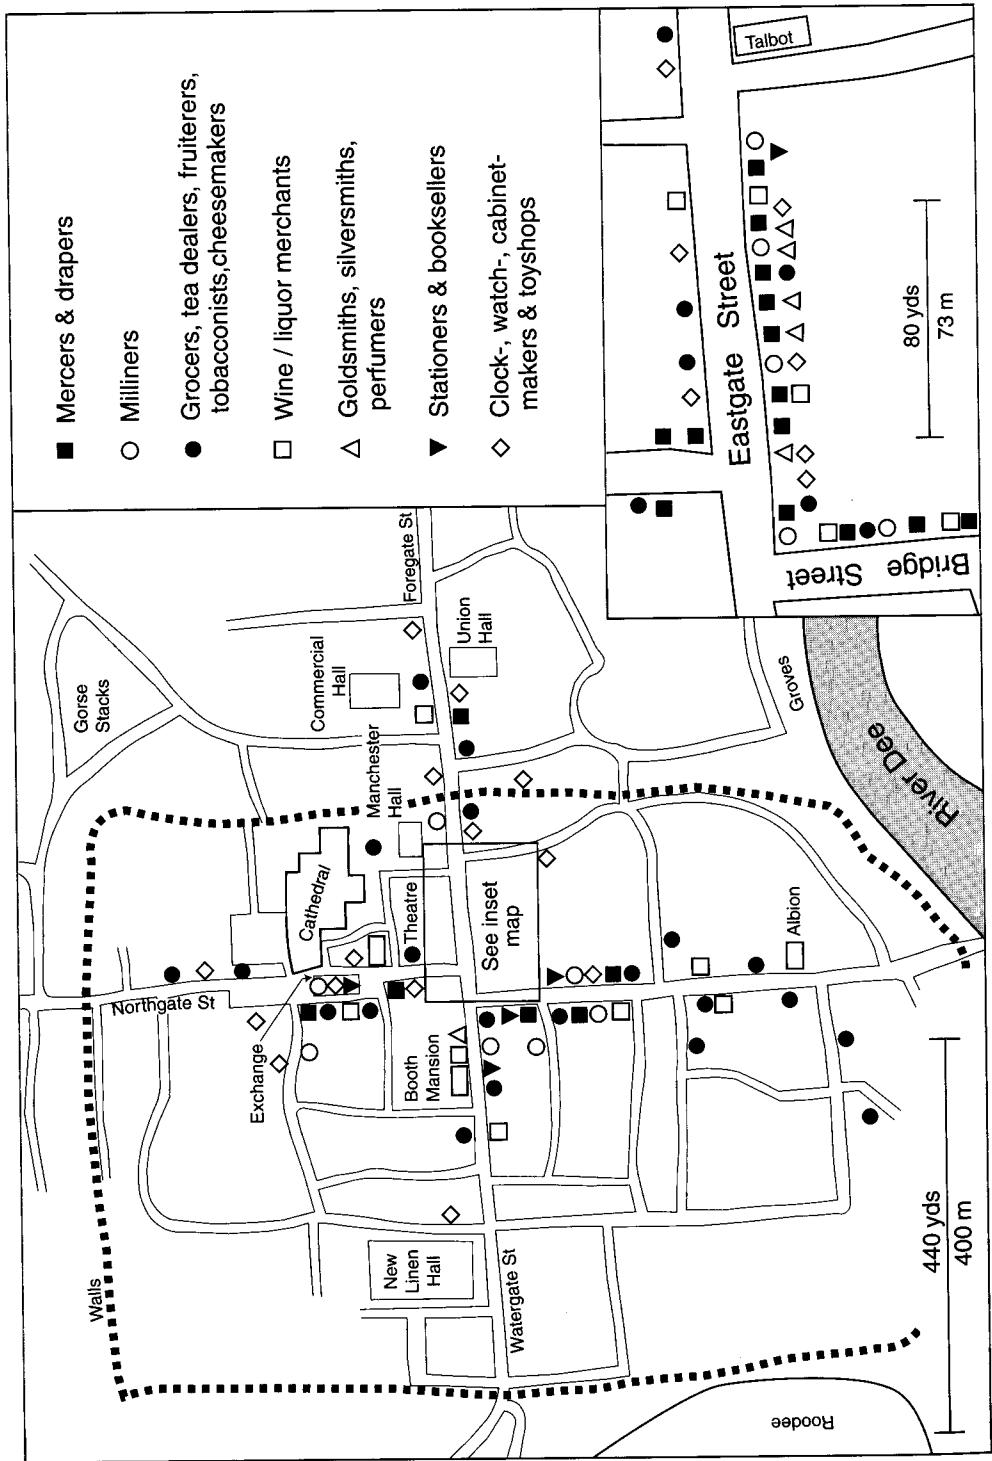 Mercers & drapers
Milliners
Grocers, tea dealers, fruiterers,
tobacconists,cheesemakers
Wine / liquor merchants
Goldsmiths, silversmiths,
perfumers
Stationers & booksellers
Clock-, watch-, cabinet-
makers & toyshops
Talbot
Eastgate Street
Bridge Street
80 yds
73 m
Gorse
Stacks
Foregate St
Commercial
Hall
Union
Hall
Manchester
Hall
Groves
River Dee
Cathedral
Theatre
See inset
map
Albion
Northgate St
Exchange
Booth
Mansion
New
Linen
Hall
Watergate St
Walls
Roodee
440 yds
400 m